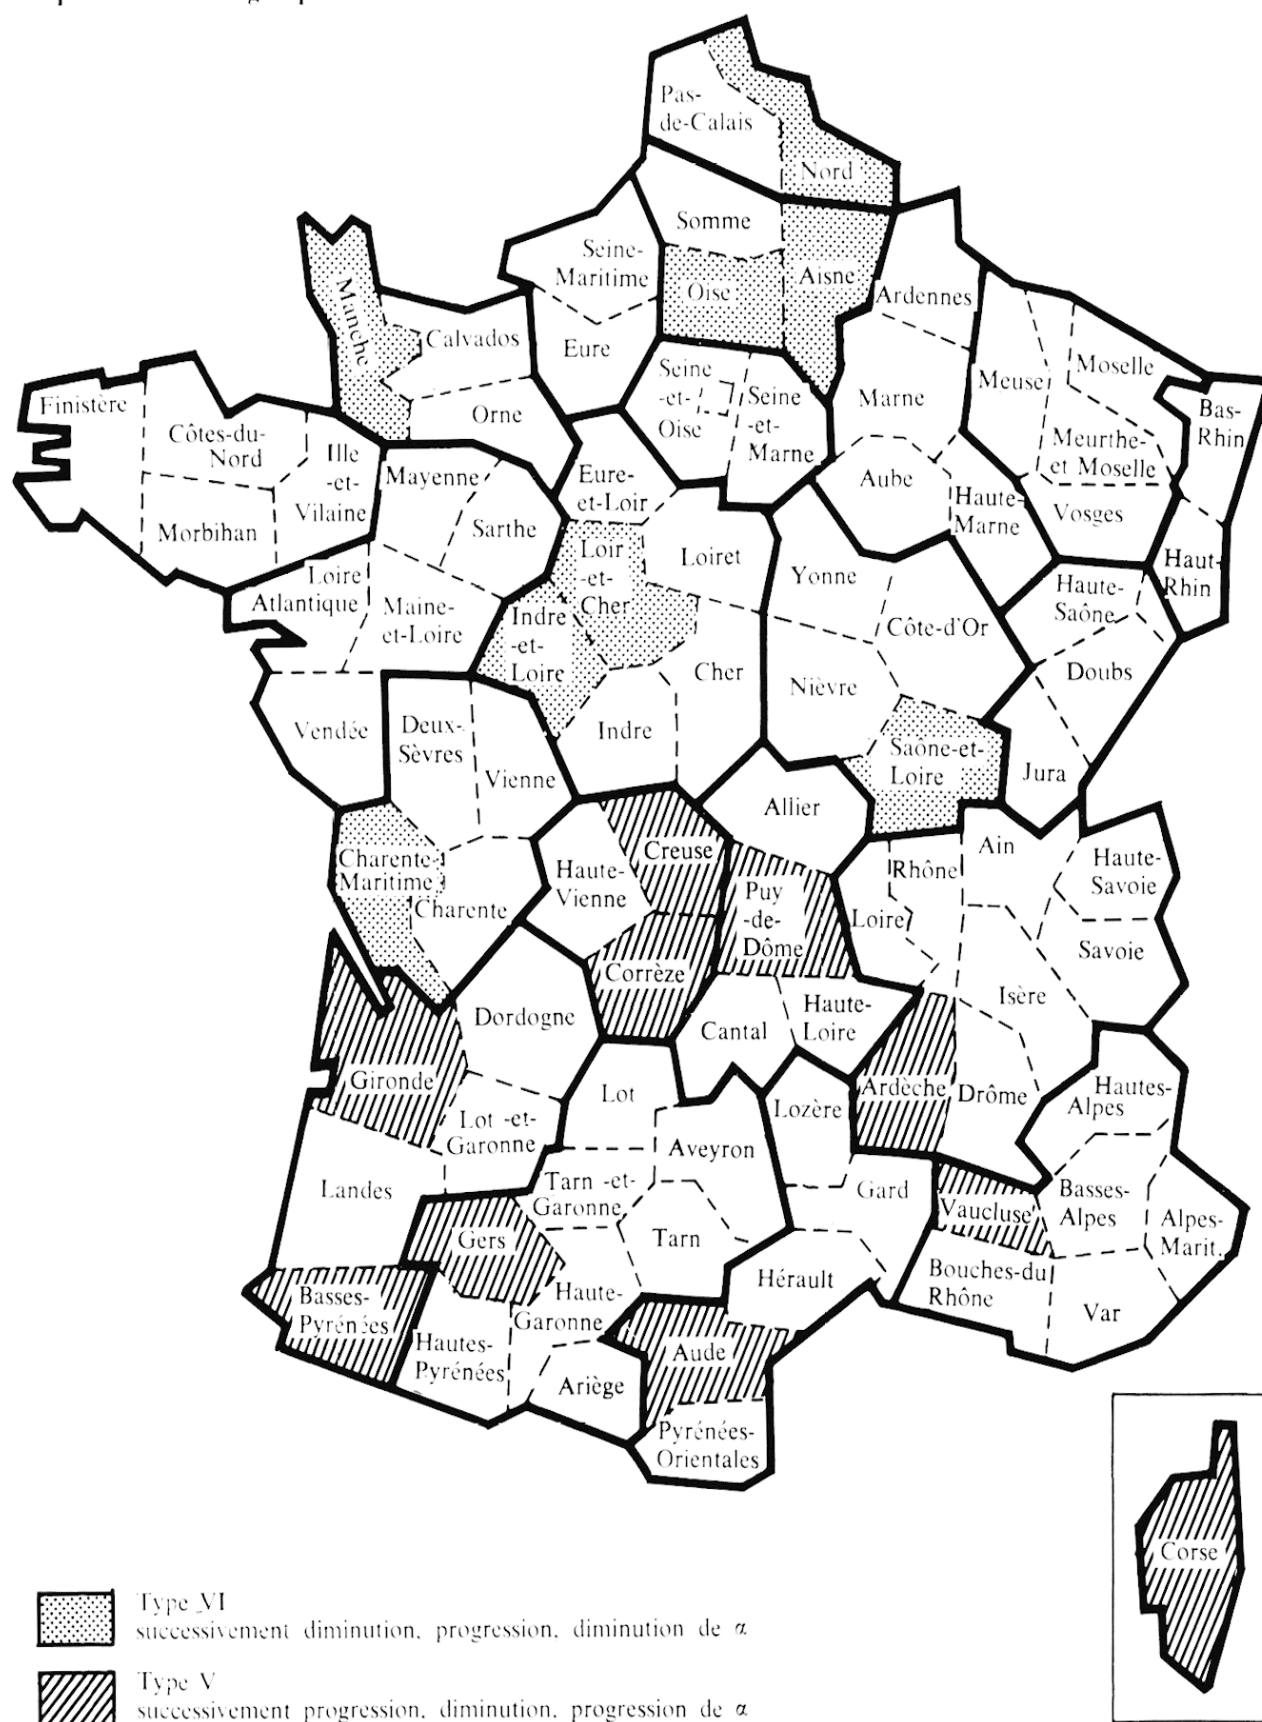 Pas-
de-Calais
Nord
Somme
Seine-
Maritime
Oise
Aisne
Ardennes
Manche
Calvados
Eure
Orne
Seine
-et-
Oise
Seine
-et-
Marne
Marne
Meuse
Moselle
Meurthe-
et Moselle
Bas-
Rhin
Finistère
Côtes-du-
Nord
Ille
-et-
Vilaine
Morbihan
Mayenne
Sarthe
Eure-
et-Loir
Aube
Haute-
Marne
Vosges
Haut-
Rhin
Loire
Atlantique
Maine-
et-Loire
Loir
-et-
Cher
Loiret
Yonne
Côte-d'Or
Haute-
Saône
Indre
-et-
Loire
Cher
Nièvre
Doubs
Vendée
Deux-
Sèvres
Vienne
Indre
Saône-et-
Loire
Jura
Allier
Charente-
Maritime
Charente
Haute-
Vienne
Creuse
Puy
-de-
Dôme
Rhône
Loire
Ain
Haute-
Savoie
Savoie
Corrèze
Isère
Dordogne
Cantal
Haute-
Loire
Gironde
Lot
Lozère
Ardèche
Drôme
Hautes-
Alpes
Lot -et-
Garonne
Aveyron
Landes
Tarn -et-
Garonne
Gard
Vaucluse
Basses-
Alpes
Alpes-
Marit.
Gers
Tarn
Hérault
Bouches-du
Rhône
Var
Basses-
Pyrénées
Haute-
Garonne
Hautes-
Pyrénées
Ariège
Aude
Pyrénées-
Orientales
Corse
Type VI
successivement diminution, progression, diminution de α
Type V
successivement progression, diminution, progression de α